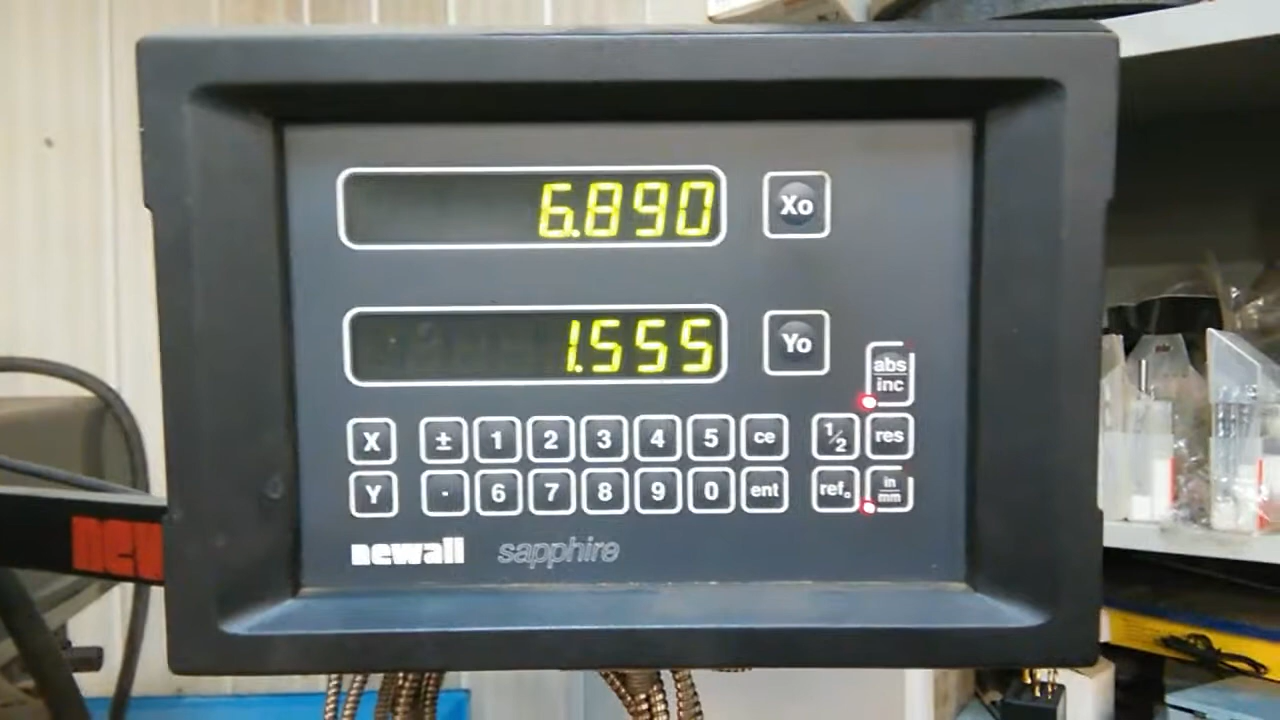 6.890 Xo
1.555 Yo
abs
inc
X ± 1 2 3 4 5 ce 1/2 res
Y . 6 7 8 9 0 ent ref₀ in
mm
newall sapphire